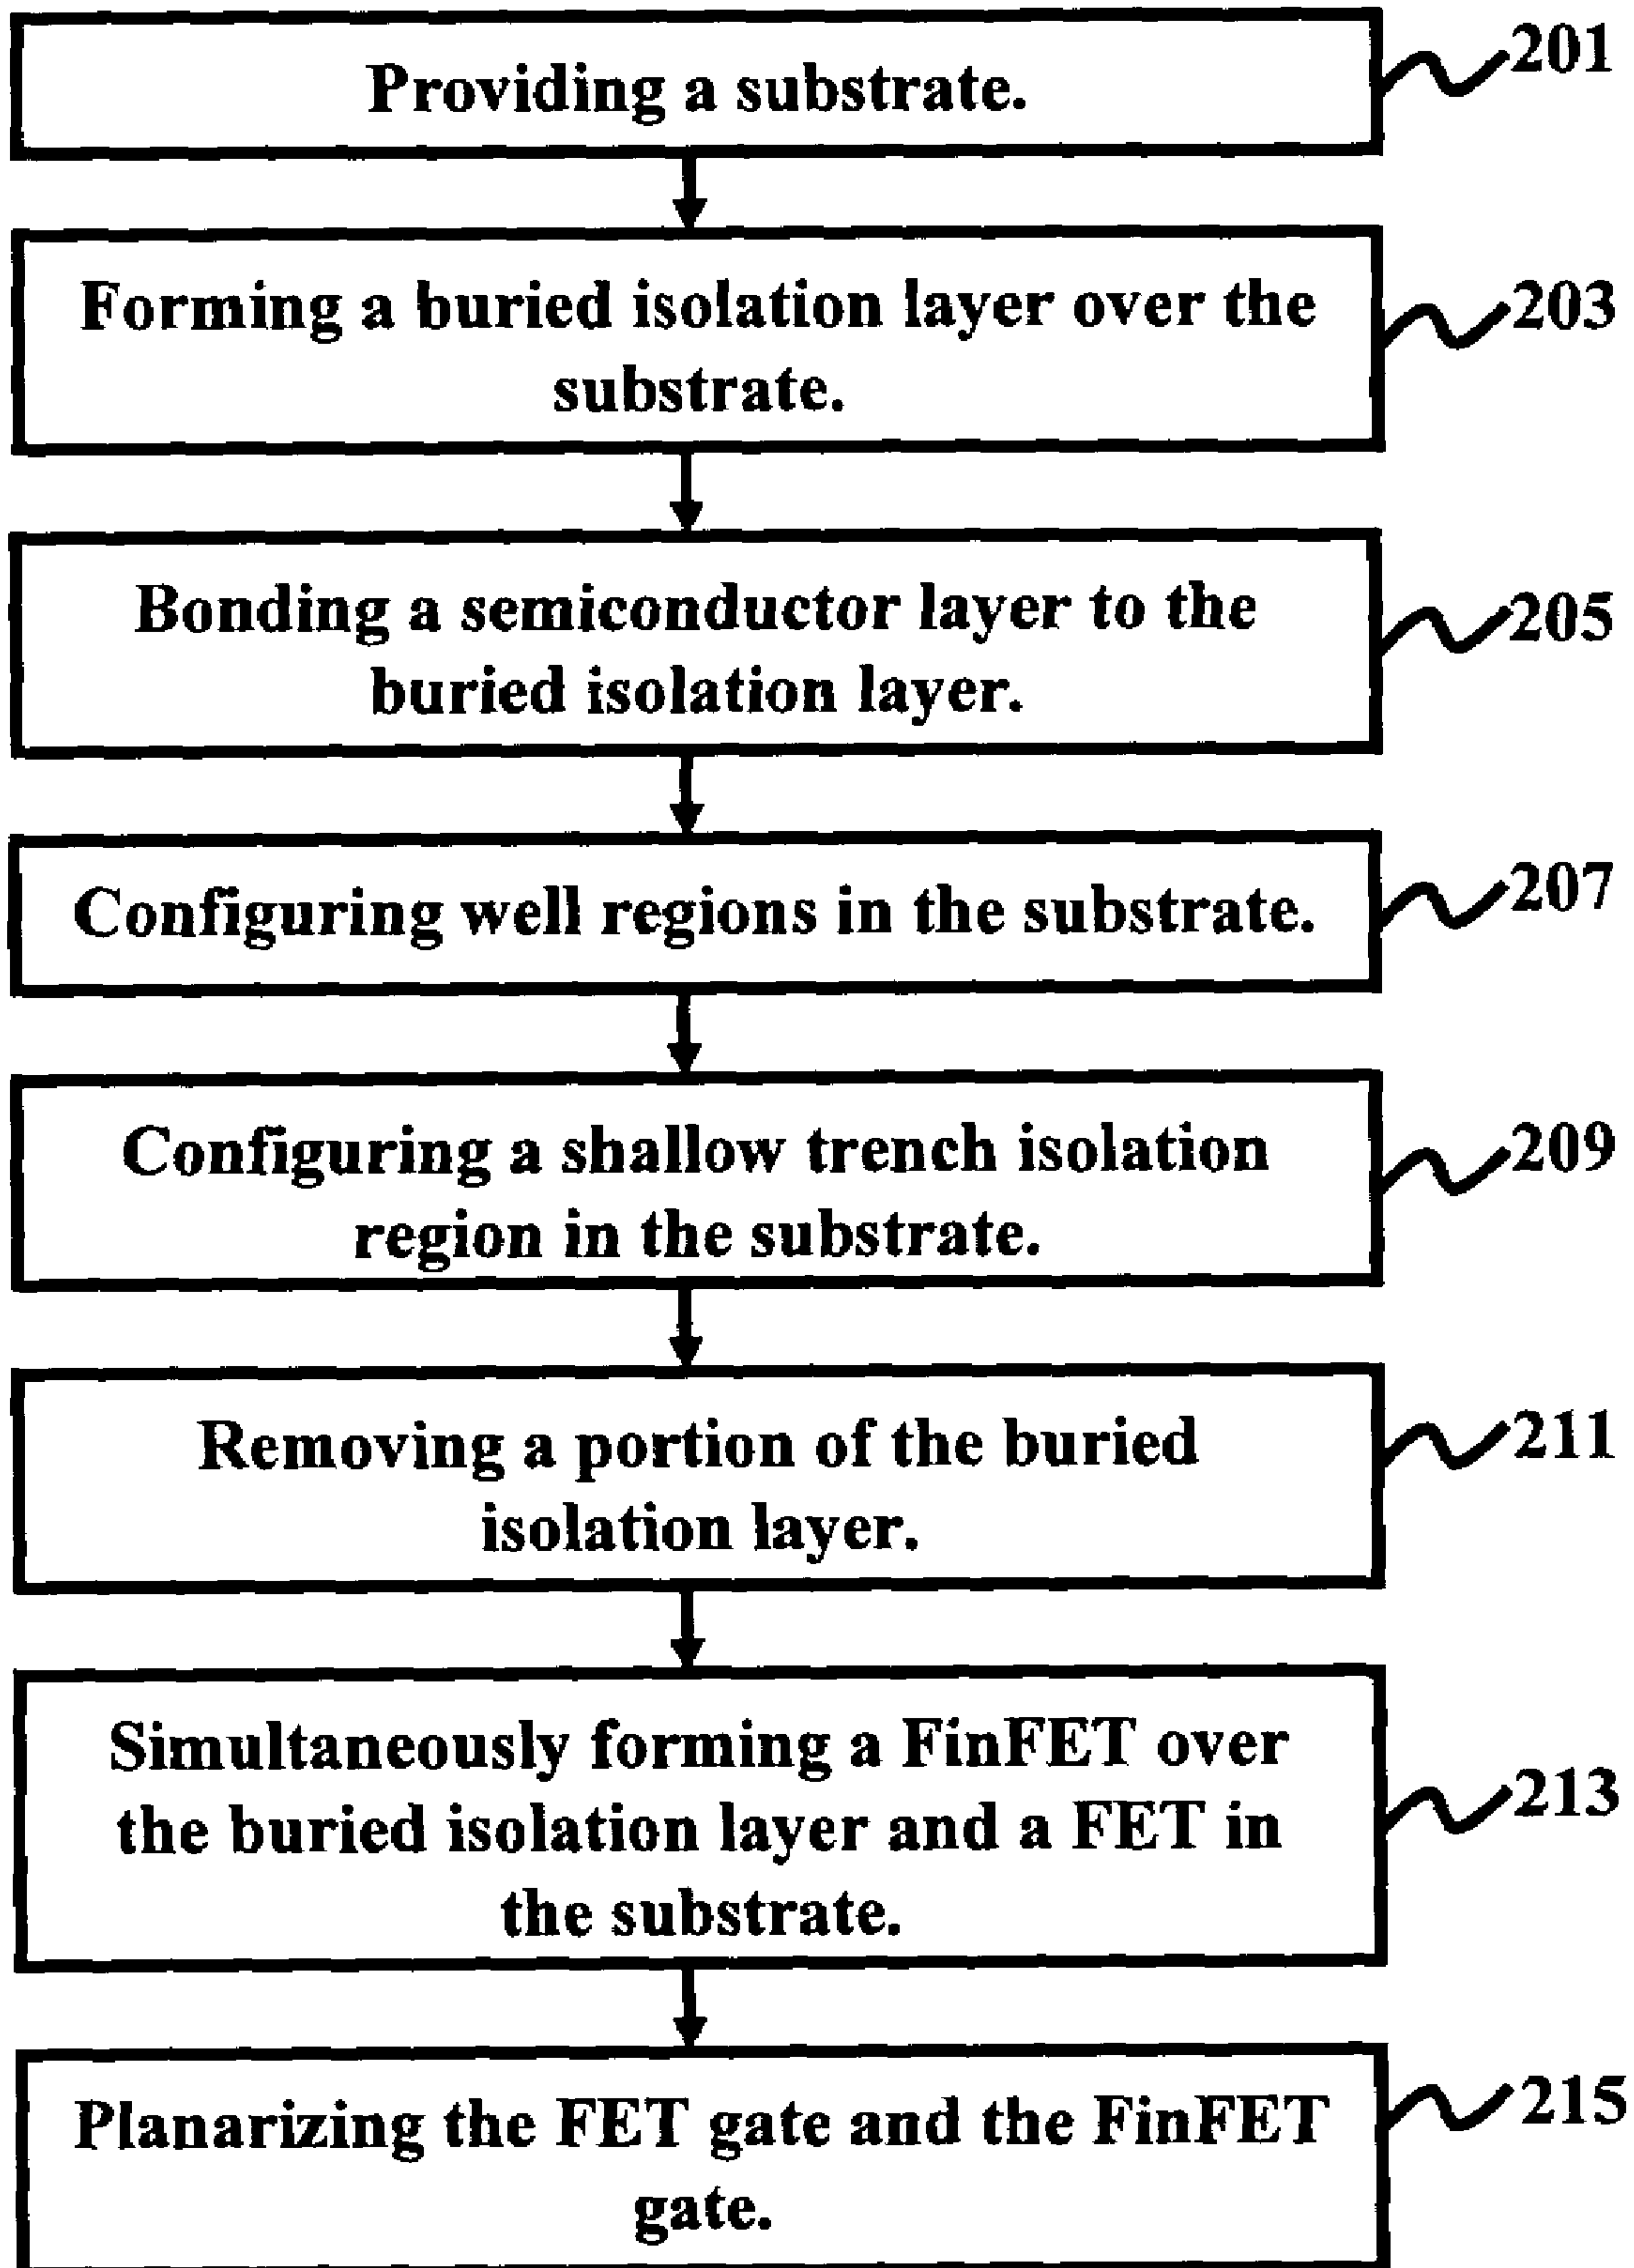 Providing a substrate.
201
Forming a buried isolation layer over the
substrate.
203
Bonding a semiconductor layer to the
buried isolation layer.
205
Configuring well regions in the substrate.
207
Configuring a shallow trench isolation
region in the substrate.
209
Removing a portion of the buried
isolation layer.
211
Simultaneously forming a FinFET over
the buried isolation layer and a FET in
the substrate.
213
Planarizing the FET gate and the FinFET
gate.
215